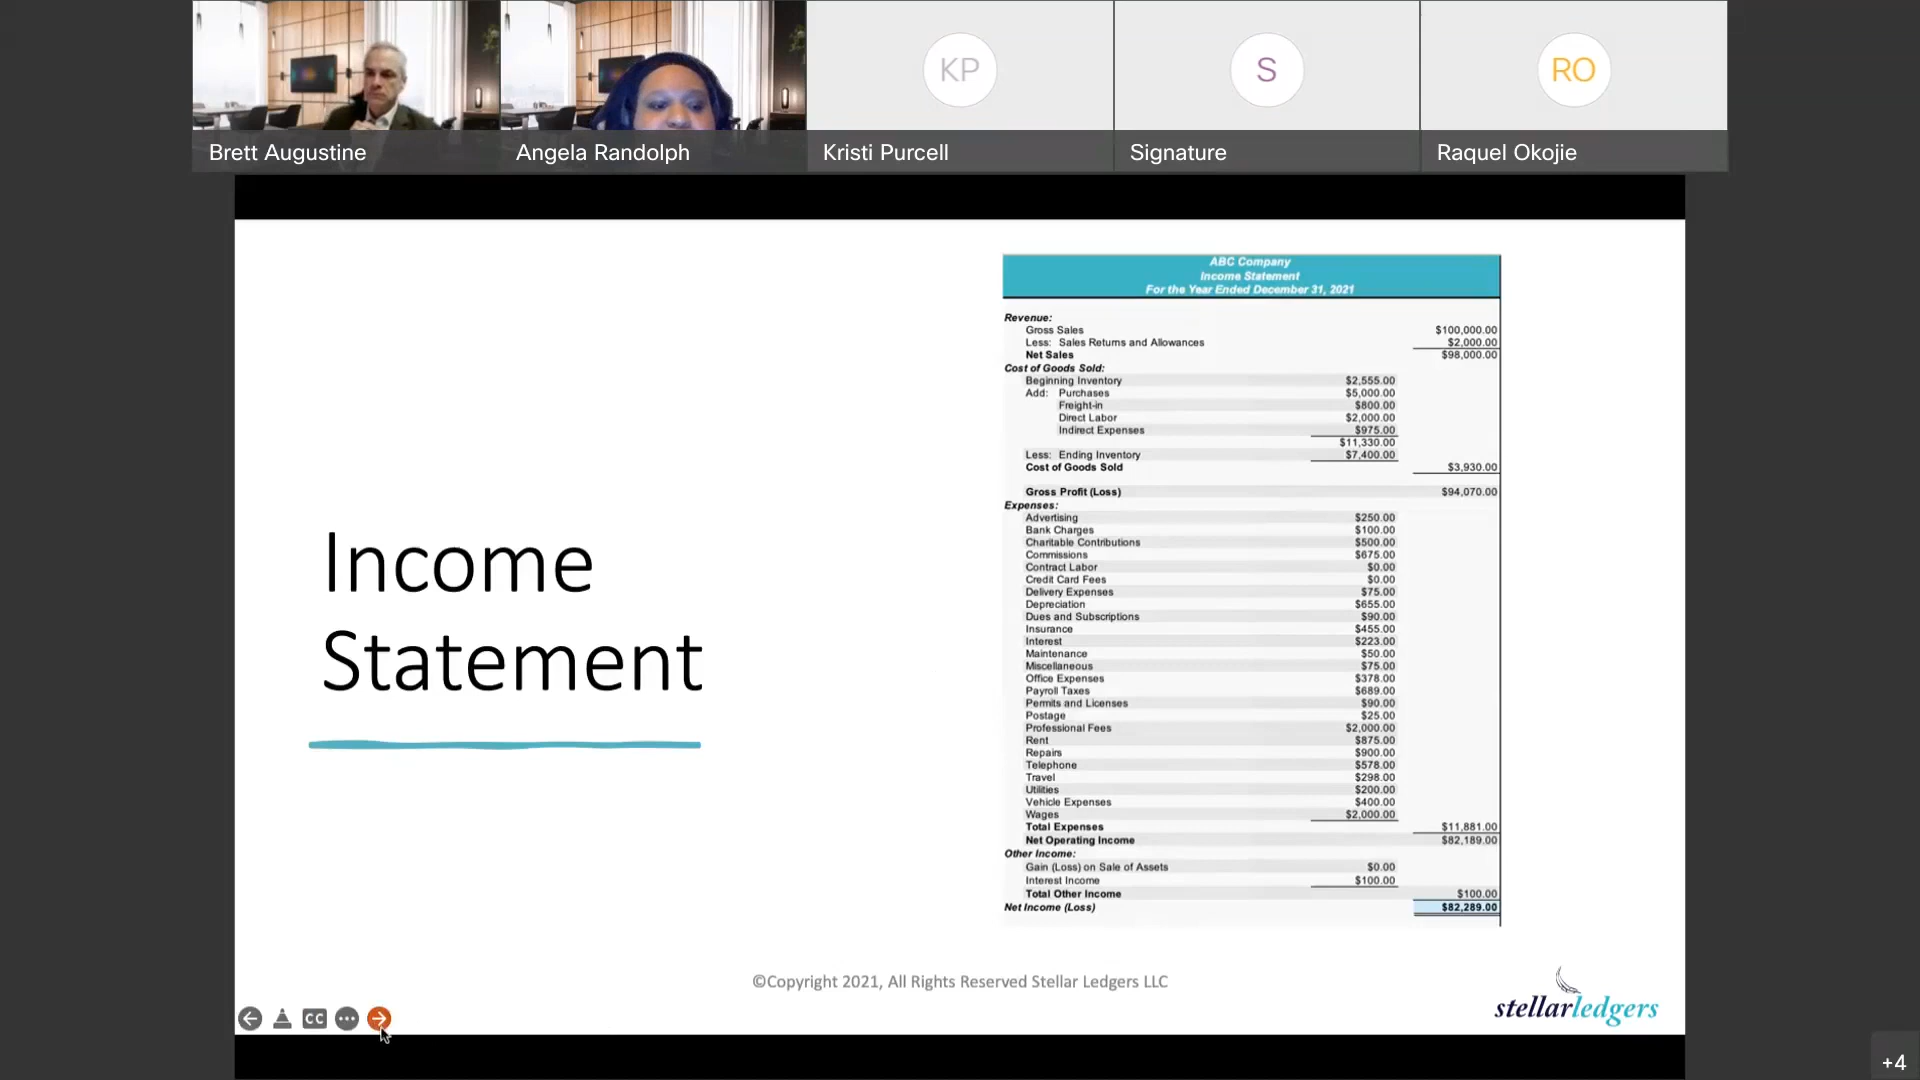 KP
S
RO
Brett Augustine
Angela Randolph
Kristi Purcell
Signature
Raquel Okojie
Income
Statement
ABC Company
Income Statement
For the Year Ended December 31, 2021
Revenue:
Gross Sales $100,000.00
Less: Sales Returns and Allowances $2,000.00
Net Sales $98,000.00
Cost of Goods Sold:
Beginning Inventory $2,555.00
Add: Purchases $5,000.00
Freight-in $800.00
Direct Labor $2,000.00
Indirect Expenses $975.00
$11,330.00
Less: Ending Inventory $7,400.00
Cost of Goods Sold $3,930.00
Gross Profit (Loss) $94,070.00
Expenses:
Advertising $250.00
Bank Charges $100.00
Charitable Contributions $500.00
Commissions $675.00
Contract Labor $0.00
Credit Card Fees $0.00
Delivery Expenses $75.00
Depreciation $655.00
Dues and Subscriptions $90.00
Insurance $455.00
Interest $223.00
Maintenance $50.00
Miscellaneous $75.00
Office Expenses $378.00
Payroll Taxes $689.00
Permits and Licenses $90.00
Postage $25.00
Professional Fees $2,000.00
Rent $875.00
Repairs $900.00
Telephone $578.00
Travel $298.00
Utilities $200.00
Vehicle Expenses $400.00
Wages $2,000.00
Total Expenses $11,881.00
Net Operating Income $82,189.00
Other Income:
Gain (Loss) on Sale of Assets $0.00
Interest Income $100.00
Total Other Income $100.00
Net Income (Loss) $82,289.00
©Copyright 2021, All Rights Reserved Stellar Ledgers LLC
stellarledgers
CC
+4